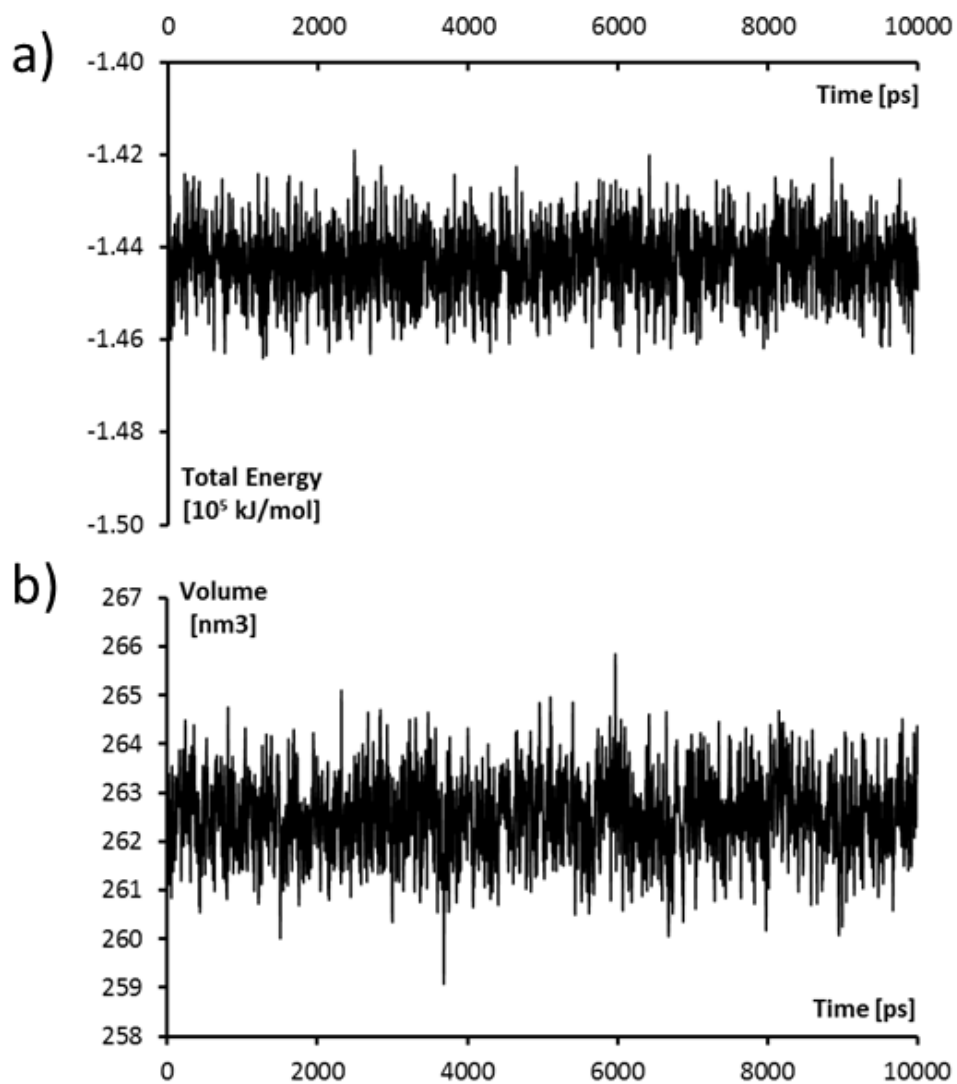 a)
0 2000 4000 6000 8000 10000
-1.40
Time [ps]
-1.42
-1.44
-1.46
-1.48
Total Energy
[10⁵ kJ/mol]
-1.50
b)
Volume
[nm3]
267
266
265
264
263
262
261
260
259
Time [ps]
258
0 2000 4000 6000 8000 10000